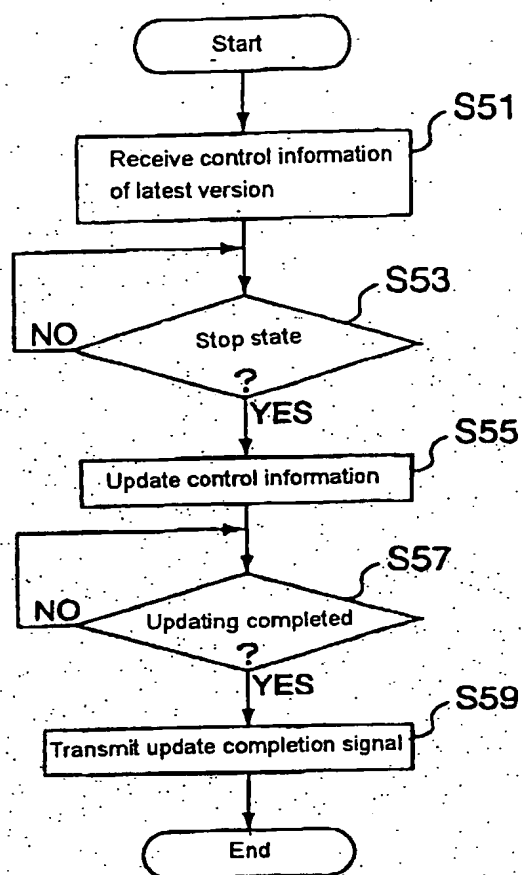 Start
S51
Receive control information
of latest version
S53
Stop state
?
NO
YES
S55
Update control information
S57
Updating completed
?
NO
YES
S59
Transmit update completion signal
End